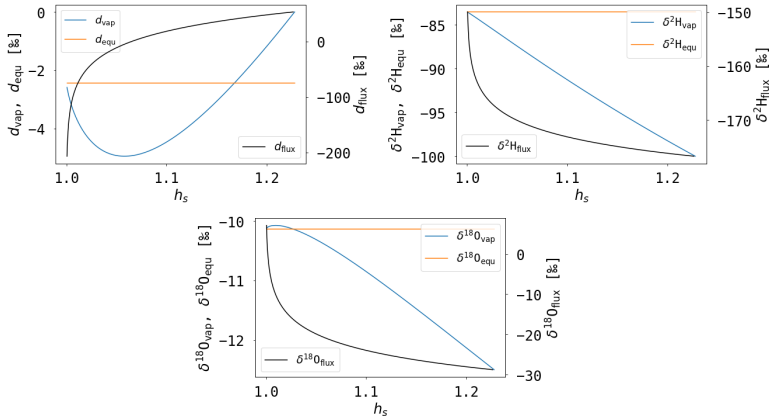 d_vap, d_equ [‰]
0
−2
−4
d_vap
d_equ
d_flux
0
−100
−200
d_flux [‰]
1.0 1.1 1.2
h_s
δ²H_vap, δ²H_equ [‰]
−85
−90
−95
−100
δ²H_vap
δ²H_equ
δ²H_flux
−150
−160
−170
δ²H_flux [‰]
1.0 1.1 1.2
h_s
δ¹⁸O_vap, δ¹⁸O_equ [‰]
−10
−11
−12
δ¹⁸O_vap
δ¹⁸O_equ
δ¹⁸O_flux
0
−10
−20
−30
δ¹⁸O_flux [‰]
1.0 1.1 1.2
h_s